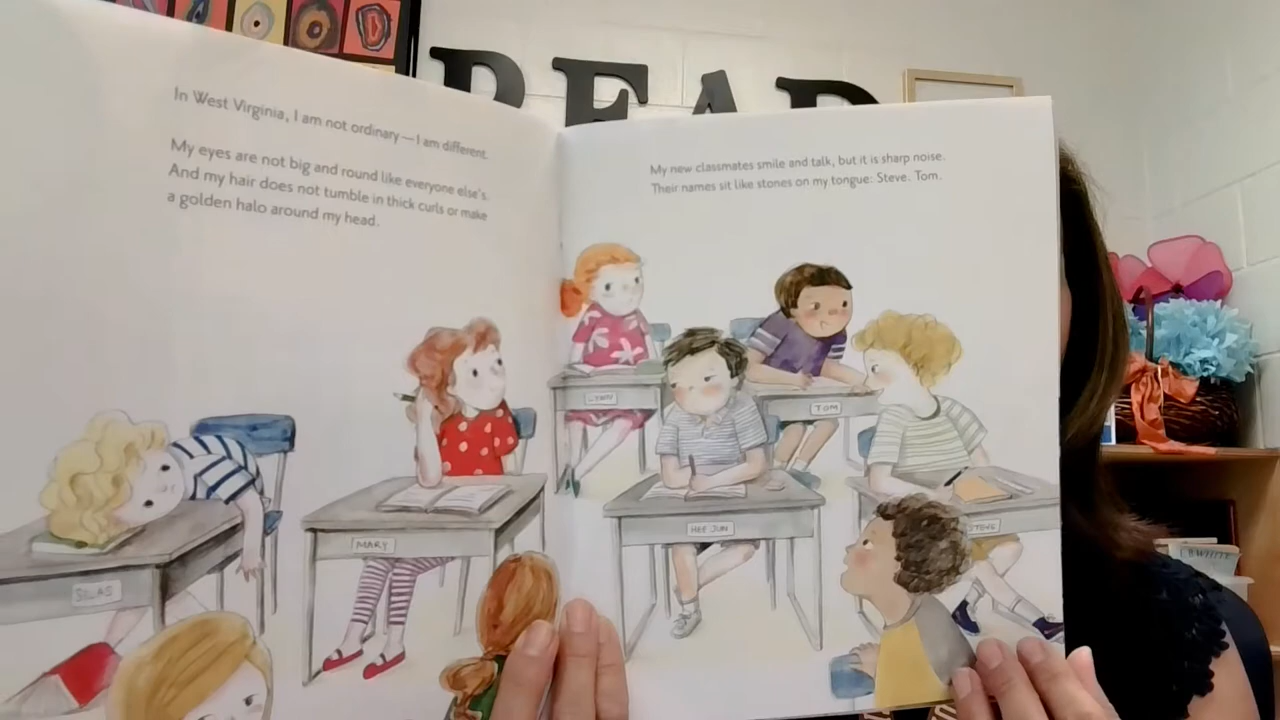 READ
In West Virginia, I am not ordinary—I am different.
My eyes are not big and round like everyone else's.
And my hair does not tumble in thick curls or make
a golden halo around my head.
My new classmates smile and talk, but it is sharp noise.
Their names sit like stones on my tongue: Steve. Tom.
LYNN
TOM
HEE JUN
STEVE
MARY
SILAS